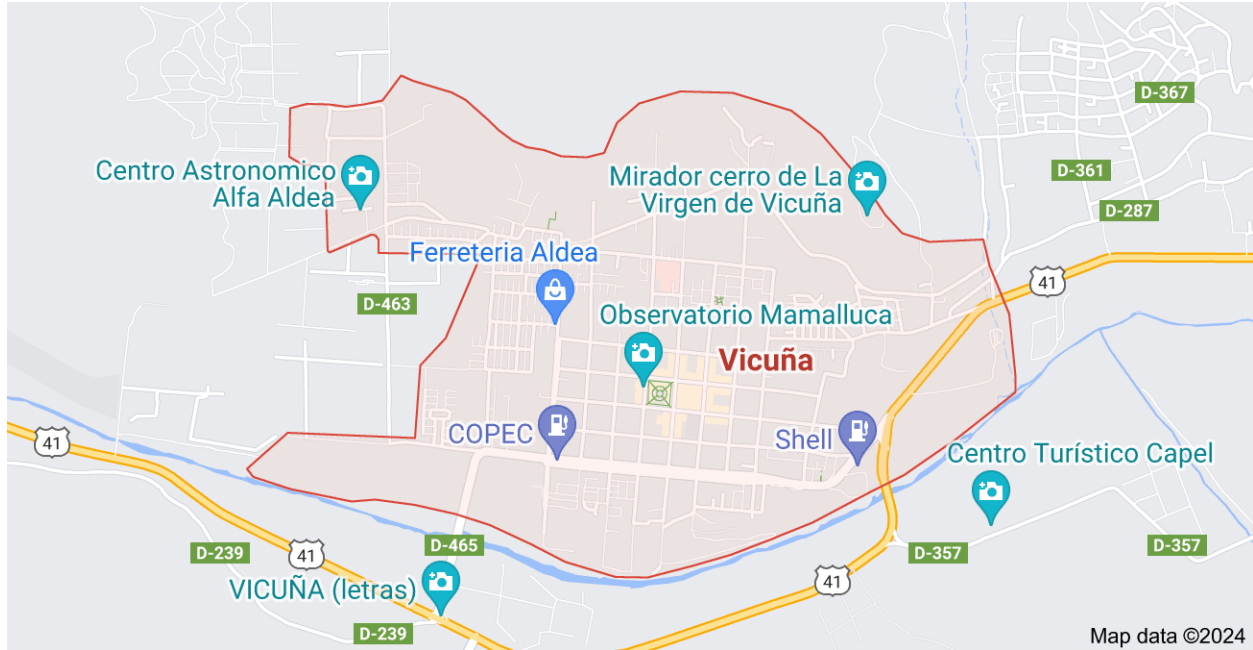 D-367
Centro Astronomico
Alfa Aldea
Mirador cerro de La
Virgen de Vicuña
D-361
D-287
Ferreteria Aldea
41
D-463
Observatorio Mamalluca
Vicuña
COPEC
Shell
41
Centro Turístico Capel
D-239
41
D-465
D-357
D-357
VICUÑA (letras)
41
D-239
Map data ©2024